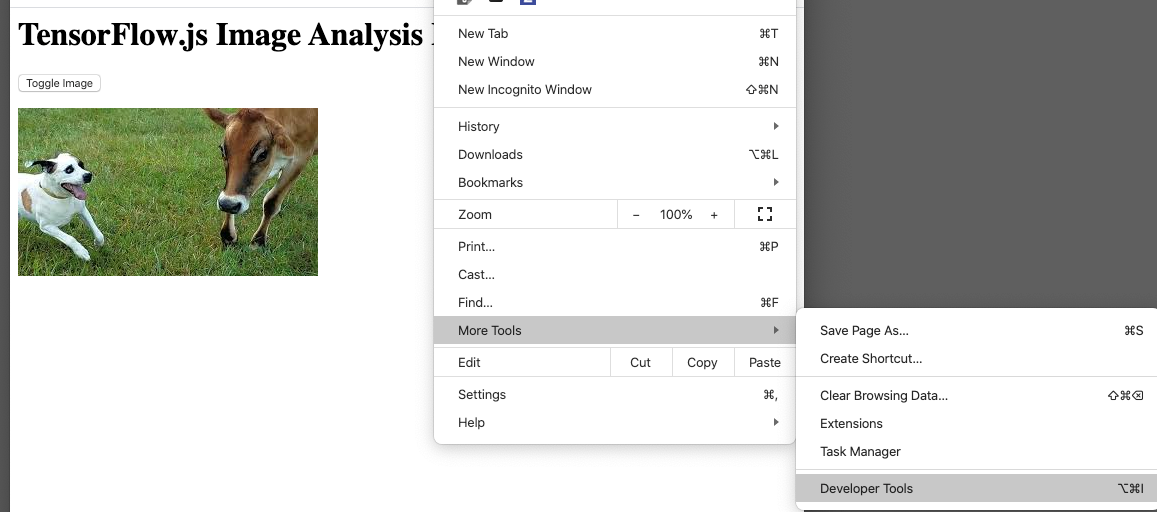 TensorFlow.js Image Analysis
Toggle Image
New Tab ⌘T
New Window ⌘N
New Incognito Window ⇧⌘N
History
Downloads ⌥⌘L
Bookmarks
Zoom − 100% +
Print... ⌘P
Cast...
Find... ⌘F
More Tools
Edit Cut Copy Paste
Settings ⌘,
Help
Save Page As... ⌘S
Create Shortcut...
Clear Browsing Data... ⇧⌘⌫
Extensions
Task Manager
Developer Tools ⌥⌘I